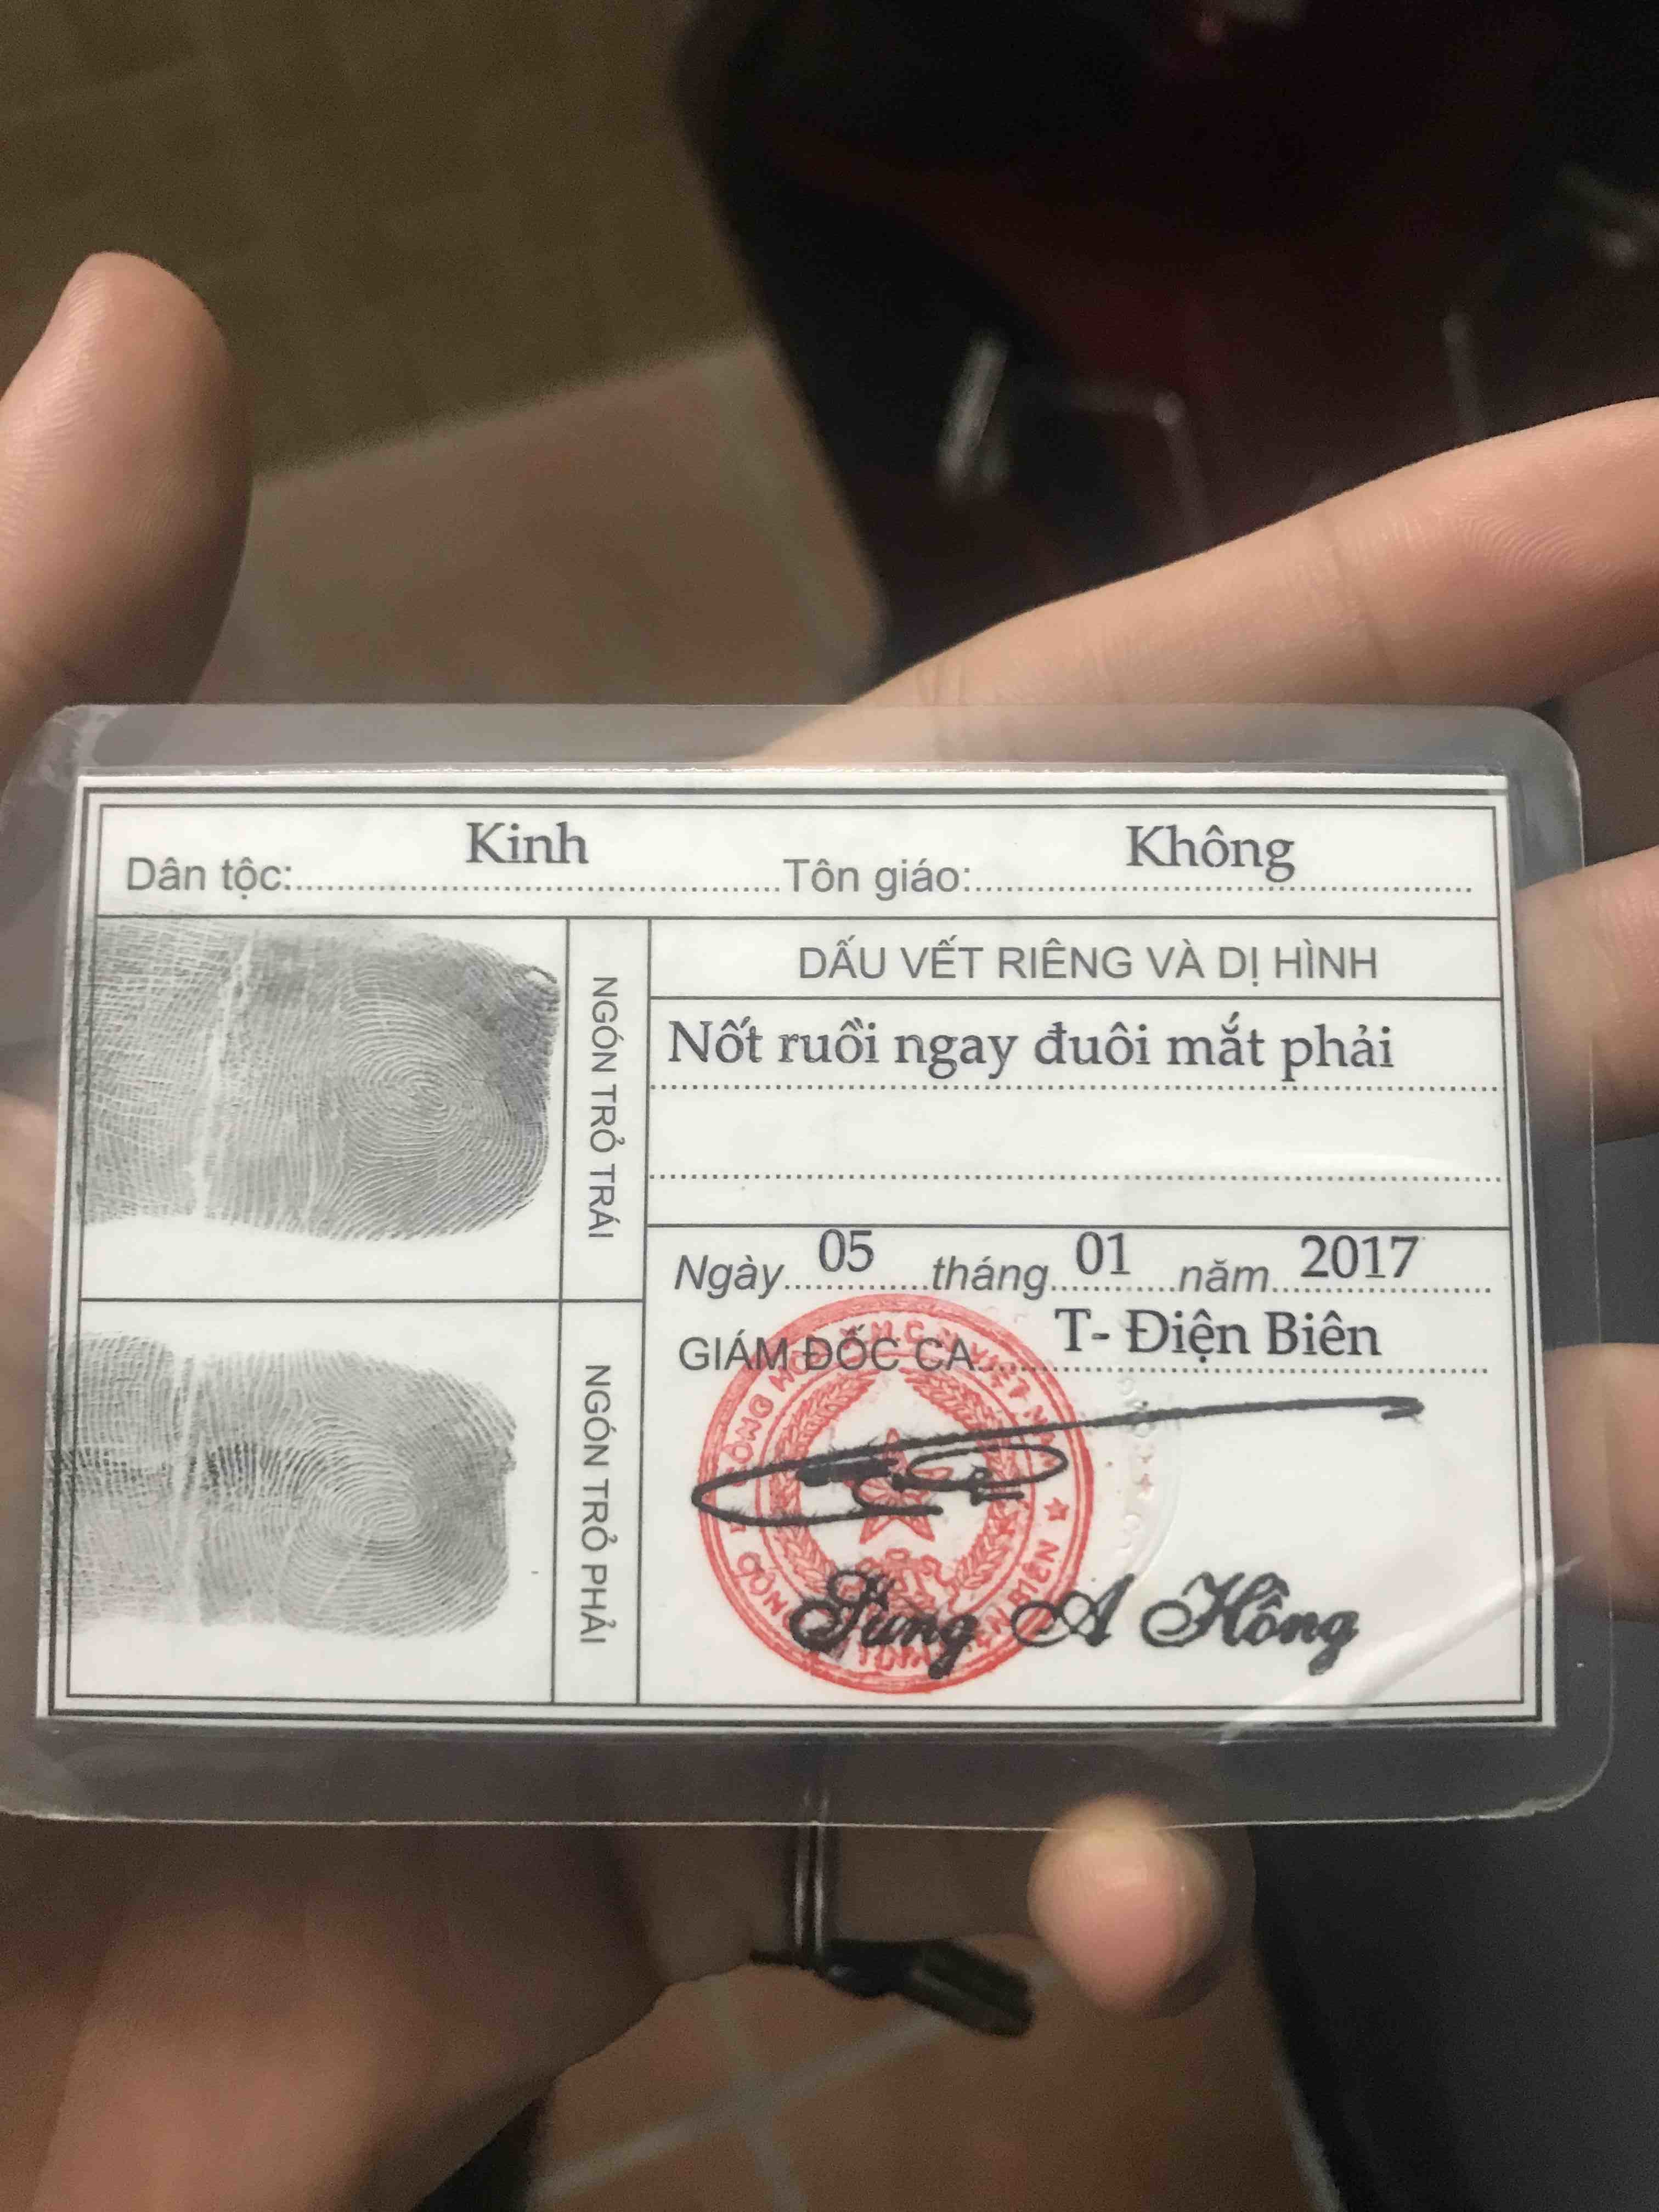 Dân tộc: Kinh Tôn giáo: Không
NGÓN TRỎ TRÁI
DẤU VẾT RIÊNG VÀ DỊ HÌNH
Nốt ruồi ngay đuôi mắt phải
Ngày 05 tháng 01 năm 2017
GIÁM ĐỐC CA T- Điện Biên
NGÓN TRỎ PHẢI
Sùng A Hồng